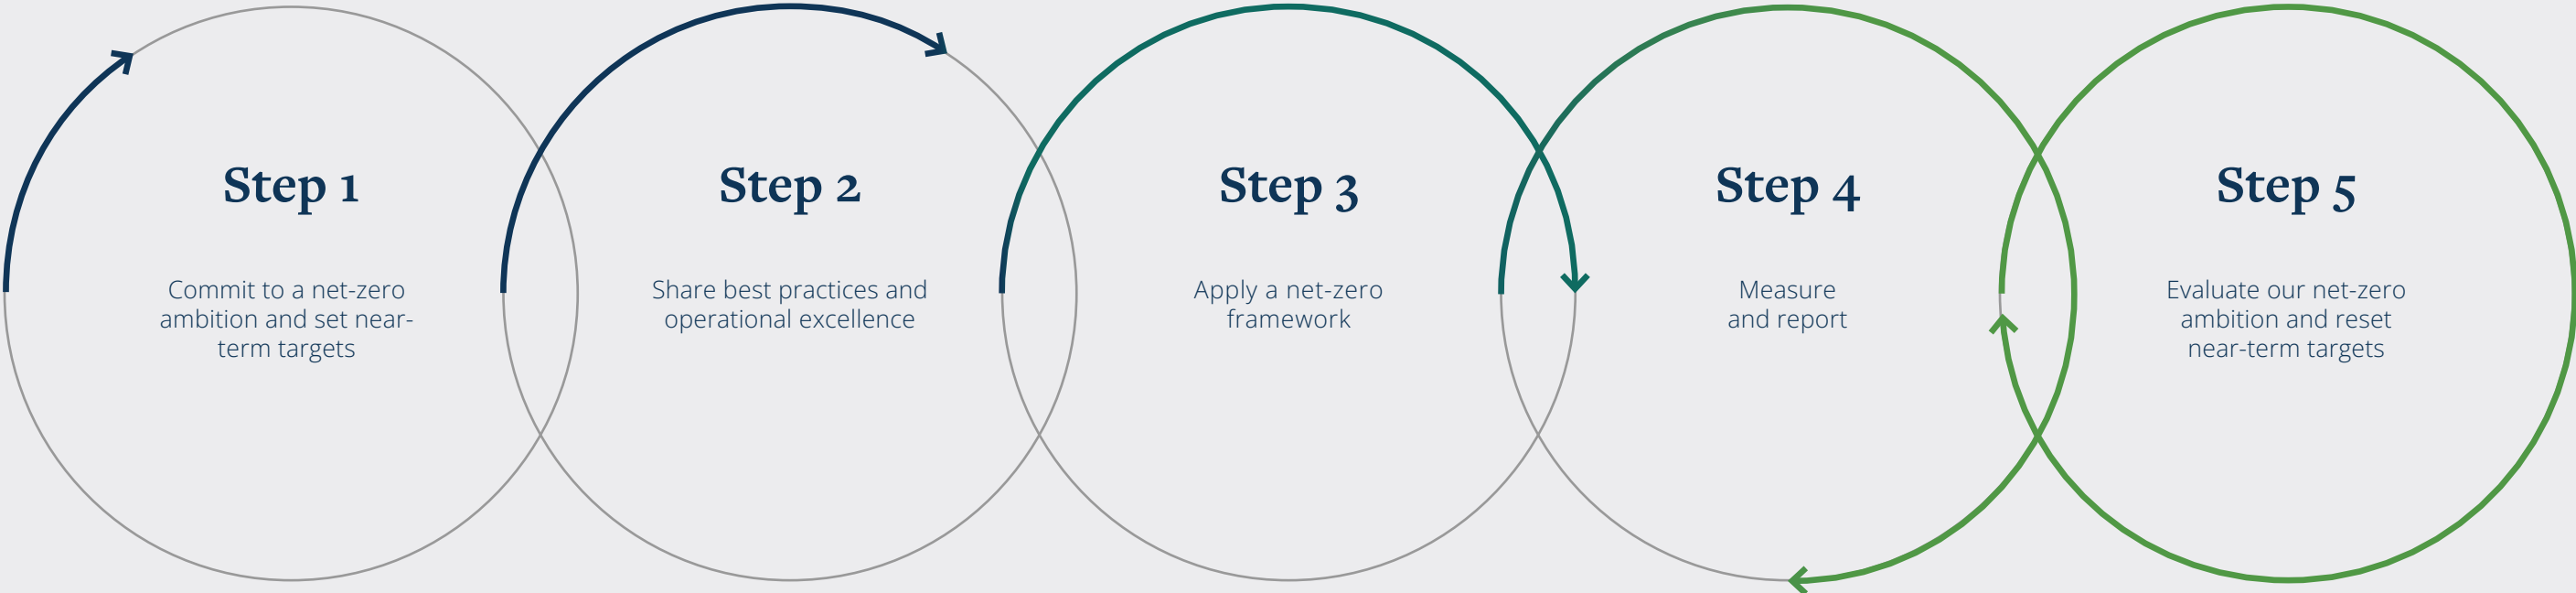 Step 1
Commit to a net-zero
ambition and set near-
term targets
Step 2
Share best practices and
operational excellence
Step 3
Apply a net-zero
framework
Step 4
Measure
and report
Step 5
Evaluate our net-zero
ambition and reset
near-term targets